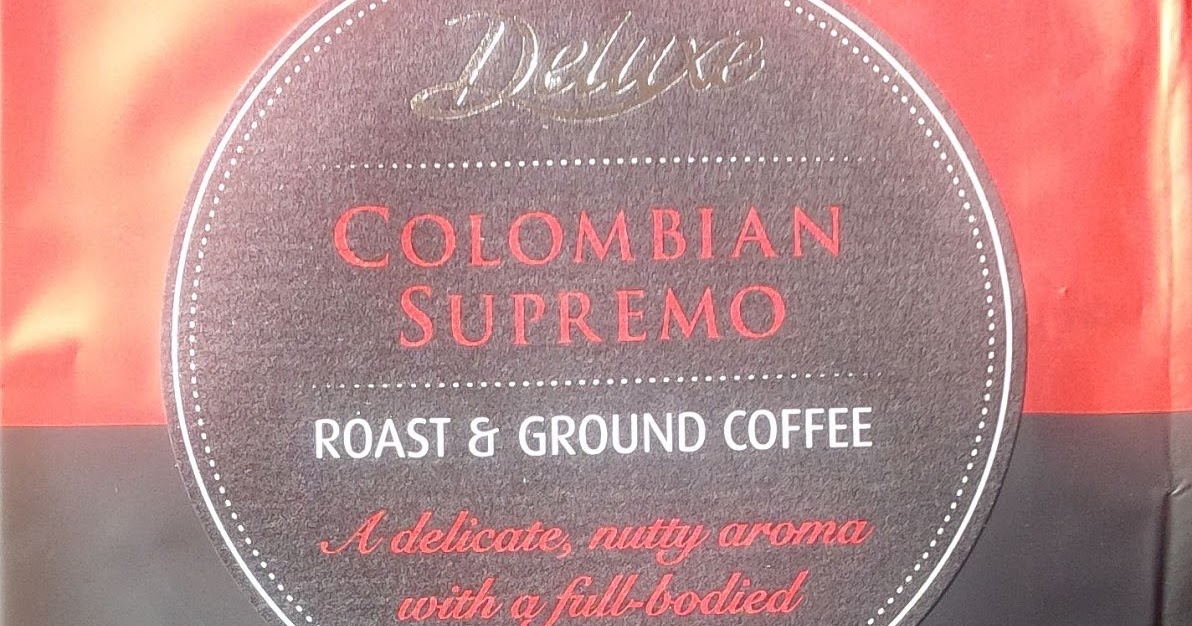 Deluxe
COLOMBIAN
SUPREMO
ROAST & GROUND COFFEE
A delicate, nutty aroma
with a full-bodied